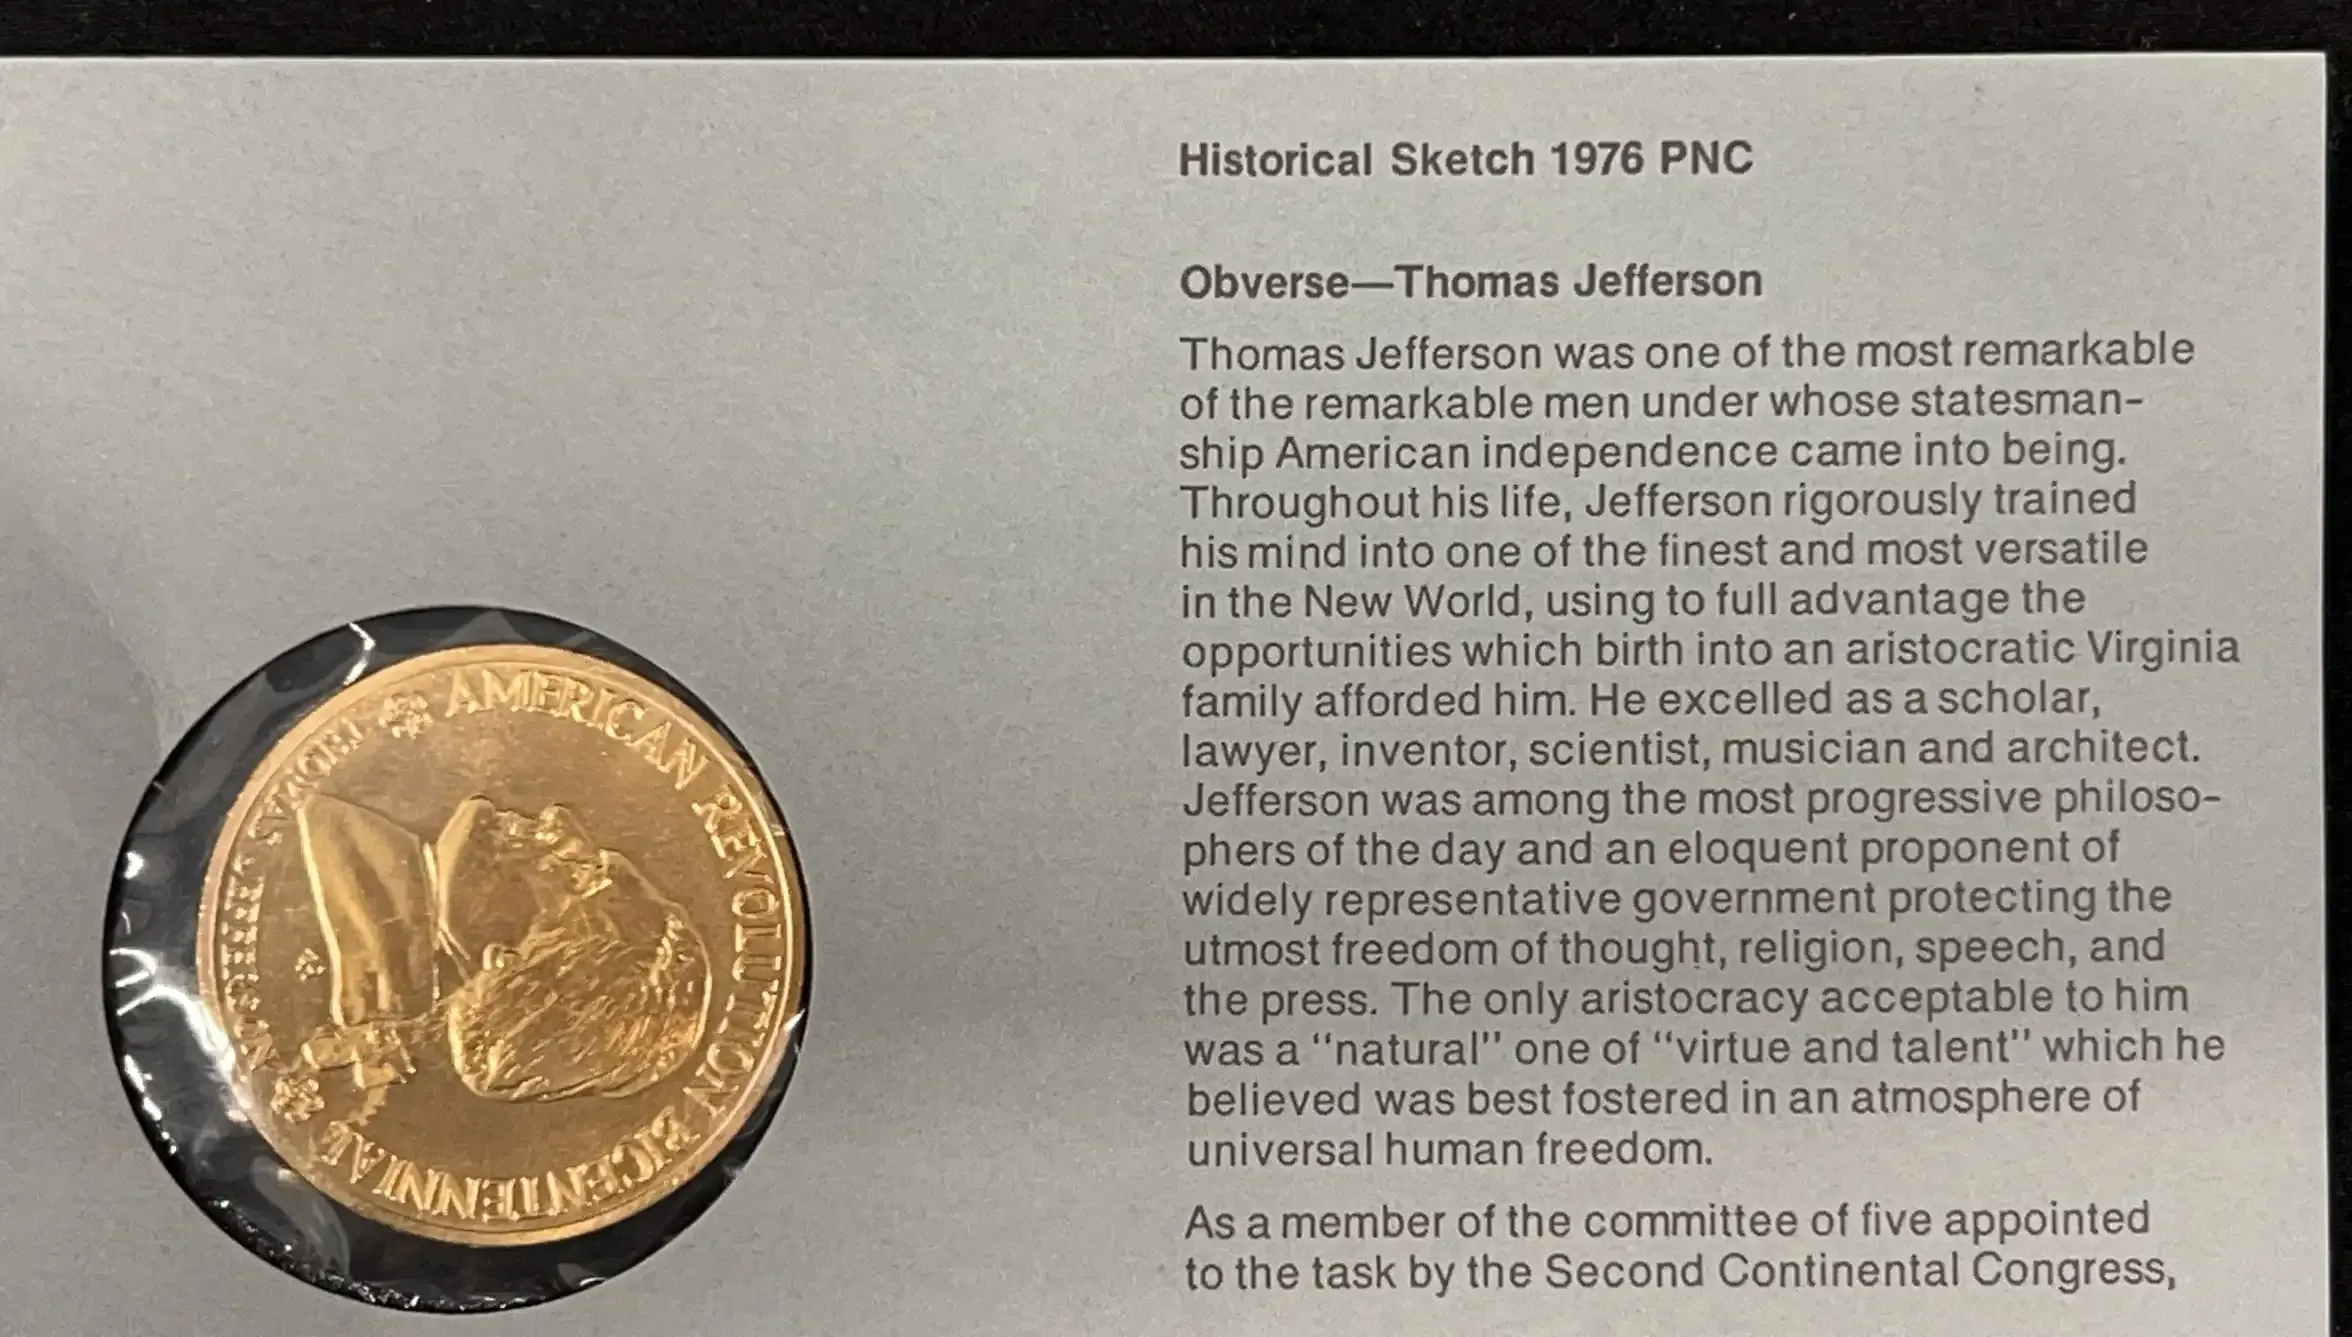 Historical Sketch 1976 PNC
Obverse—Thomas Jefferson
Thomas Jefferson was one of the most remarkable
of the remarkable men under whose statesman-
ship American independence came into being.
Throughout his life, Jefferson rigorously trained
his mind into one of the finest and most versatile
in the New World, using to full advantage the
opportunities which birth into an aristocratic Virginia
family afforded him. He excelled as a scholar,
lawyer, inventor, scientist, musician and architect.
Jefferson was among the most progressive philoso-
phers of the day and an eloquent proponent of
widely representative government protecting the
utmost freedom of thought, religion, speech, and
the press. The only aristocracy acceptable to him
was a "natural" one of "virtue and talent" which he
believed was best fostered in an atmosphere of
universal human freedom.
As a member of the committee of five appointed
to the task by the Second Continental Congress,
AMERICAN REVOLUTION BICENTENNIAL
THOMAS JEFFERSON